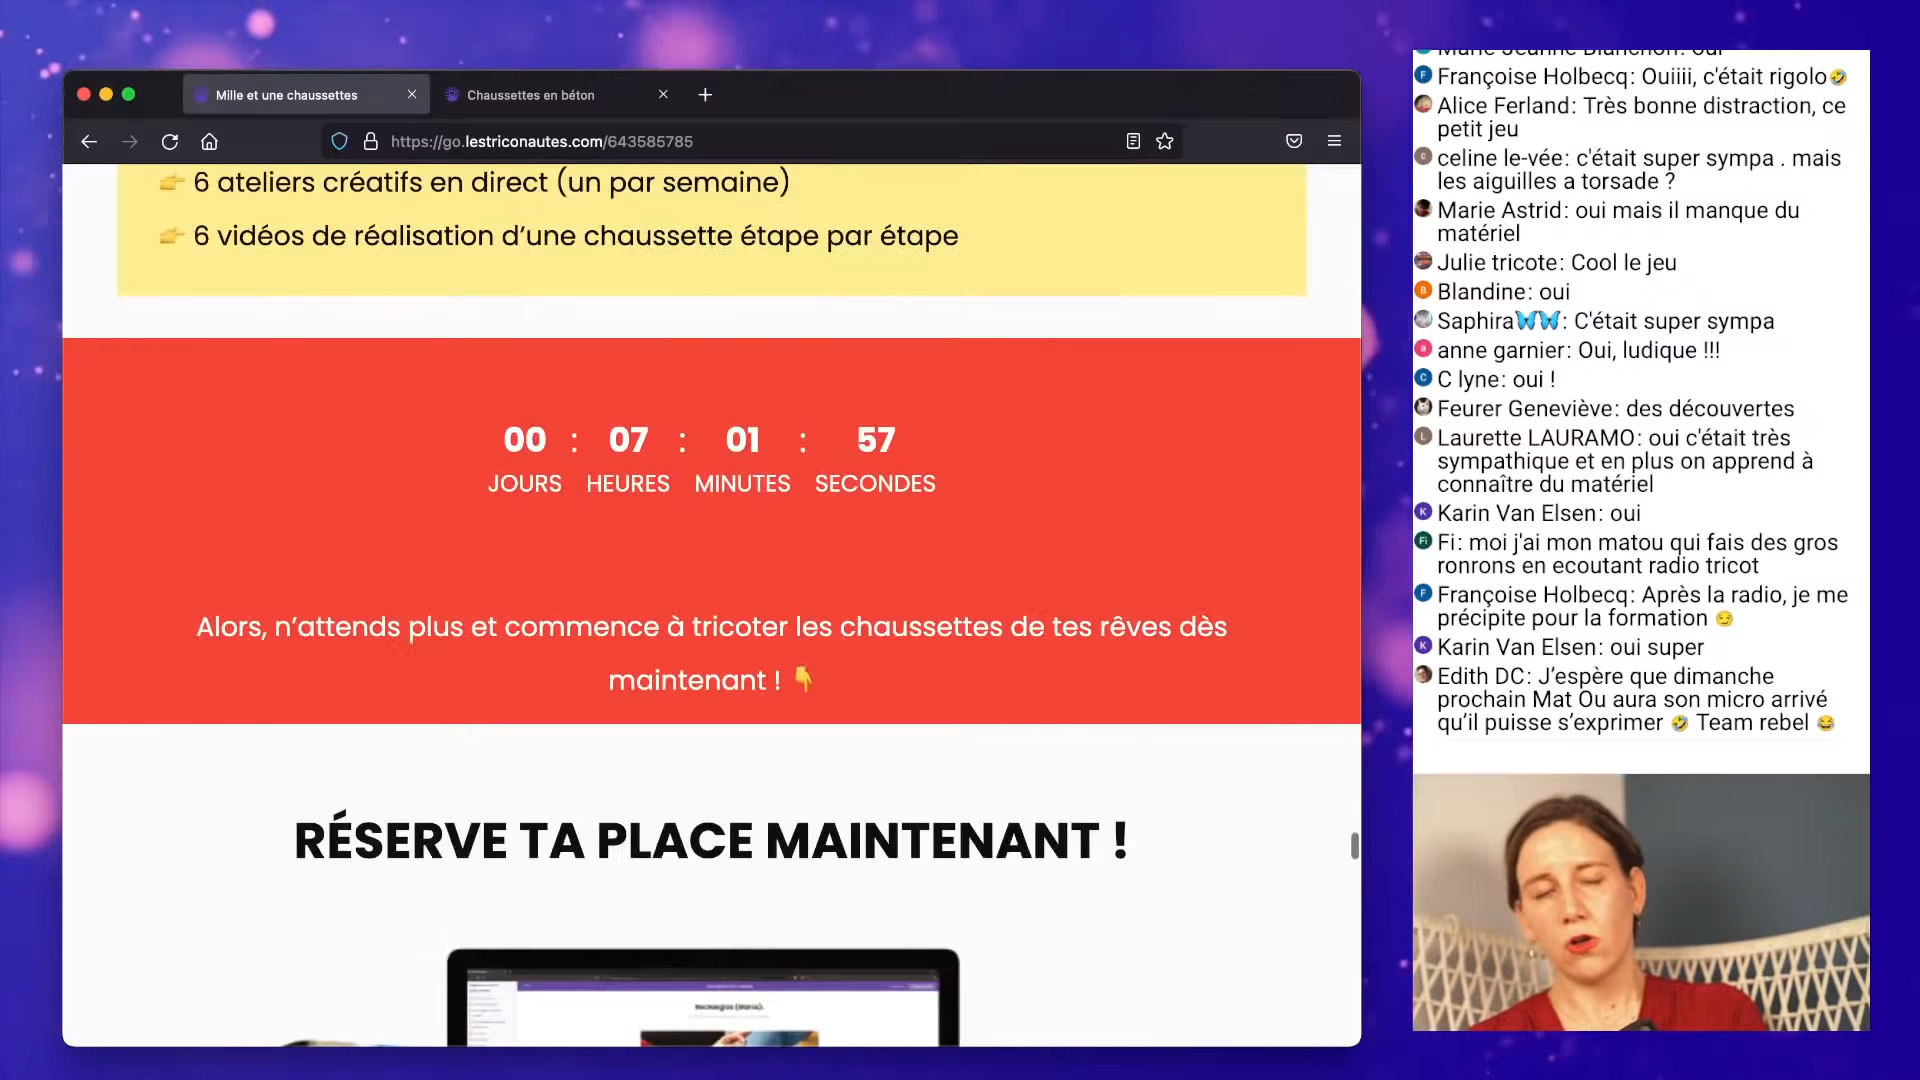 Mille et une chaussettes
Chaussettes en béton
https://go.lestriconautes.com/643585785
👉 6 ateliers créatifs en direct (un par semaine)
👉 6 vidéos de réalisation d’une chaussette étape par étape
00 : 07 : 01 : 57
JOURS HEURES MINUTES SECONDES
Alors, n’attends plus et commence à tricoter les chaussettes de tes rêves dès
maintenant ! 👇
RÉSERVE TA PLACE MAINTENANT !
Marie Jeanne Blanchon: oui
Françoise Holbecq: Ouiiii, c'était rigolo🤣
Alice Ferland: Très bonne distraction, ce
petit jeu
celine le-vée: c'était super sympa . mais
les aiguilles a torsade ?
Marie Astrid: oui mais il manque du
matériel
Julie tricote: Cool le jeu
Blandine: oui
Saphira🦋🦋: C'était super sympa
anne garnier: Oui, ludique !!!
C lyne: oui !
Feurer Geneviève: des découvertes
Laurette LAURAMO: oui c'était très
sympathique et en plus on apprend à
connaître du matériel
Karin Van Elsen: oui
Fi: moi j'ai mon matou qui fais des gros
ronrons en ecoutant radio tricot
Françoise Holbecq: Après la radio, je me
précipite pour la formation 😏
Karin Van Elsen: oui super
Edith DC: J’espère que dimanche
prochain Mat Ou aura son micro arrivé
qu’il puisse s’exprimer 🤣 Team rebel 😂